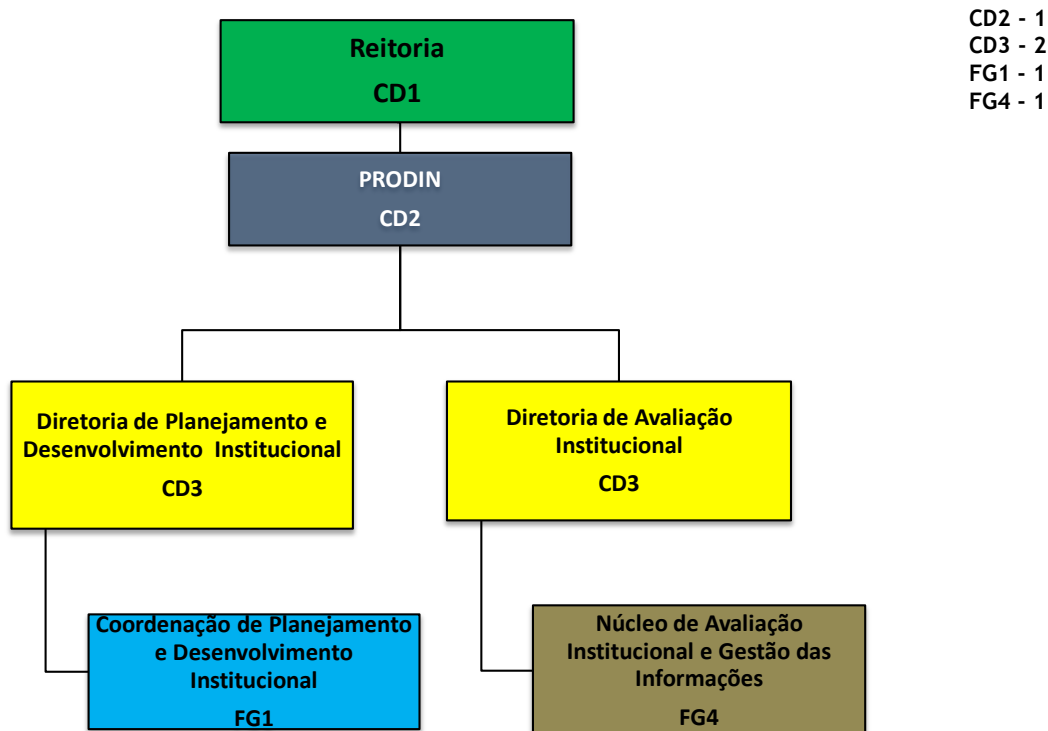 CD2 - 1
CD3 - 2
FG1 - 1
FG4 - 1
Reitoria
CD1
PRODIN
CD2
Diretoria de Planejamento e
Desenvolvimento Institucional
CD3
Diretoria de Avaliação
Institucional
CD3
Coordenação de Planejamento
e Desenvolvimento
Institucional
FG1
Núcleo de Avaliação
Institucional e Gestão das
Informações
FG4